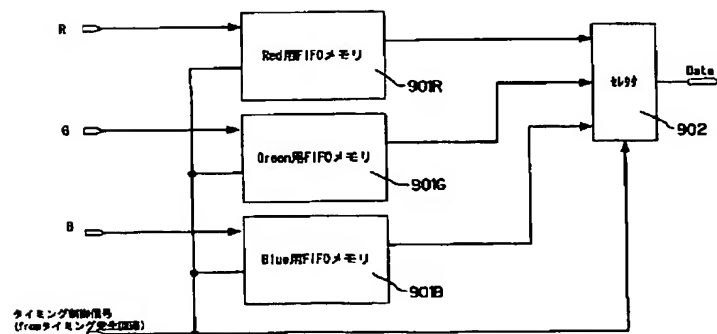 R
Red用FIFOメモリ
901R
セレクタ
Data
902
G
Green用FIFOメモリ
901G
B
Blue用FIFOメモリ
901B
タイミング制御信号
(fromタイミング発生回路)